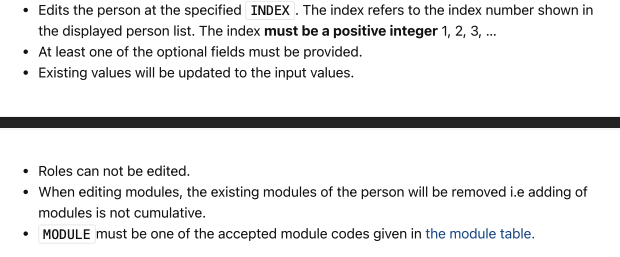 • Edits the person at the specified INDEX . The index refers to the index number shown in
the displayed person list. The index must be a positive integer 1, 2, 3, …
• At least one of the optional fields must be provided.
• Existing values will be updated to the input values.
• Roles can not be edited.
• When editing modules, the existing modules of the person will be removed i.e adding of
modules is not cumulative.
• MODULE must be one of the accepted module codes given in the module table.